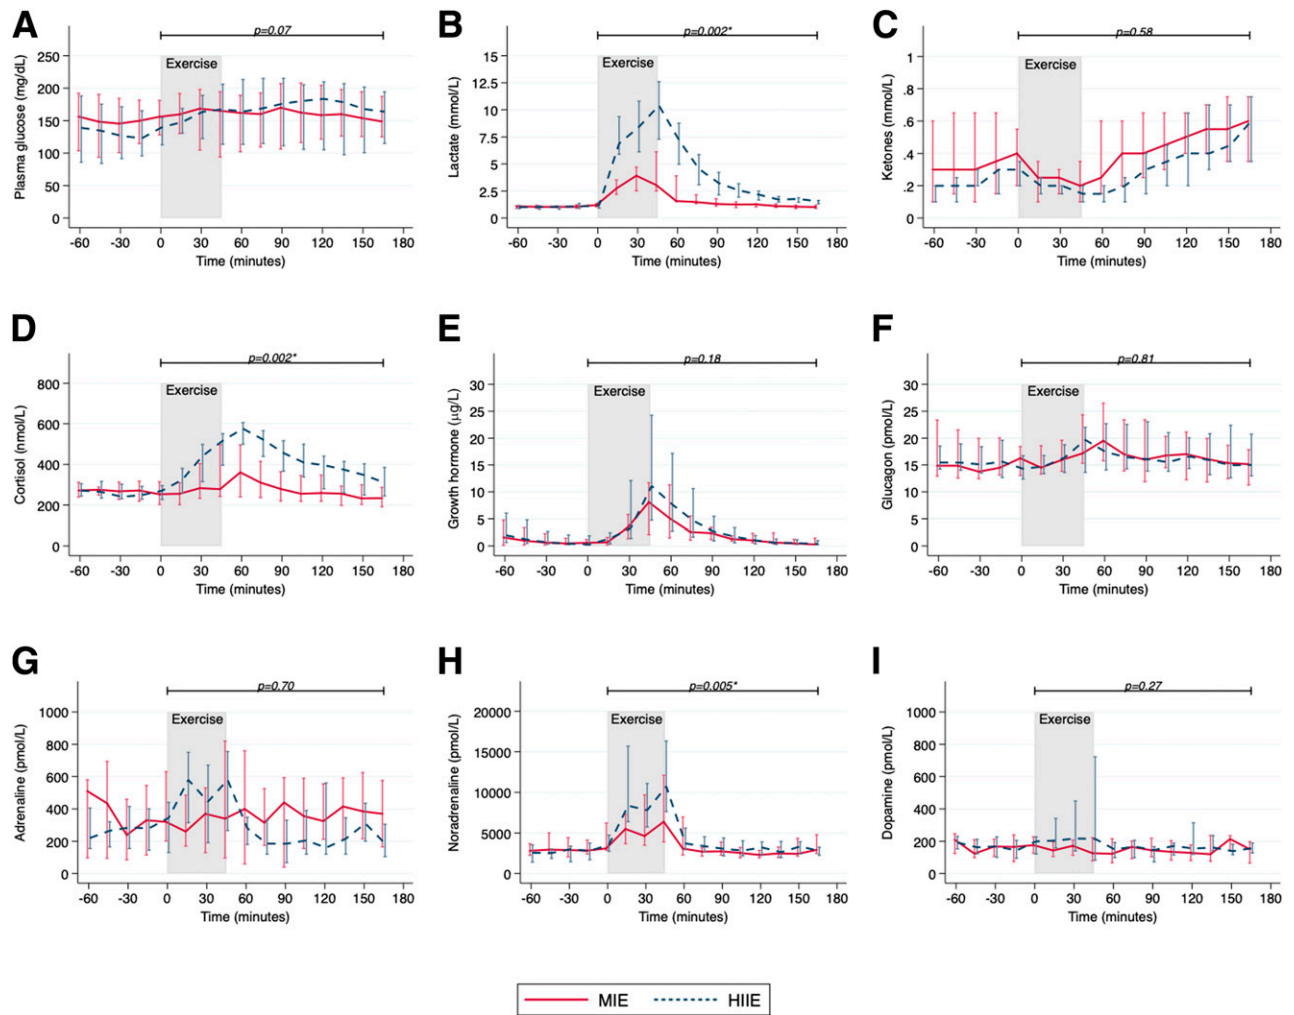 A
p=0.07
Plasma glucose (mg/dL)
250
200
150
100
50
0
Exercise
-60 -30 0 30 60 90 120 150 180
Time (minutes)
B
p=0.002*
Lactate (mmol/L)
15
12.5
10
7.5
5
2.5
0
Exercise
-60 -30 0 30 60 90 120 150 180
Time (minutes)
C
p=0.58
Ketones (mmol/L)
1
.8
.6
.4
.2
0
Exercise
-60 -30 0 30 60 90 120 150 180
Time (minutes)
D
p=0.002*
Cortisol (nmol/L)
800
600
400
200
0
Exercise
-60 -30 0 30 60 90 120 150 180
Time (minutes)
E
p=0.18
Growth hormone (µg/L)
30
25
20
15
10
5
0
Exercise
-60 -30 0 30 60 90 120 150 180
Time (minutes)
F
p=0.81
Glucagon (pmol/L)
30
25
20
15
10
5
0
Exercise
-60 -30 0 30 60 90 120 150 180
Time (minutes)
G
p=0.70
Adrenaline (pmol/L)
1000
800
600
400
200
0
Exercise
-60 -30 0 30 60 90 120 150 180
Time (minutes)
H
p=0.005*
Noradrenaline (pmol/L)
20000
15000
10000
5000
0
Exercise
-60 -30 0 30 60 90 120 150 180
Time (minutes)
I
p=0.27
Dopamine (pmol/L)
1000
800
600
400
200
0
Exercise
-60 -30 0 30 60 90 120 150 180
Time (minutes)
MIE HIIE